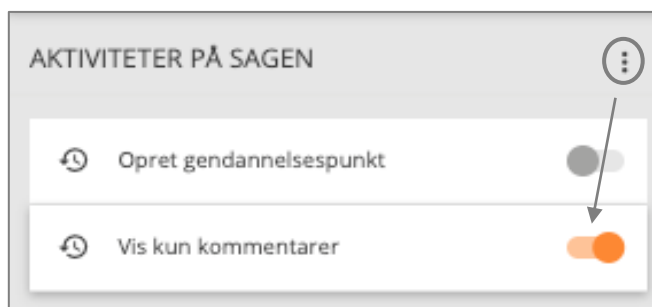 AKTIVITETER PÅ SAGEN
Opret gendannelsespunkt
Vis kun kommentarer